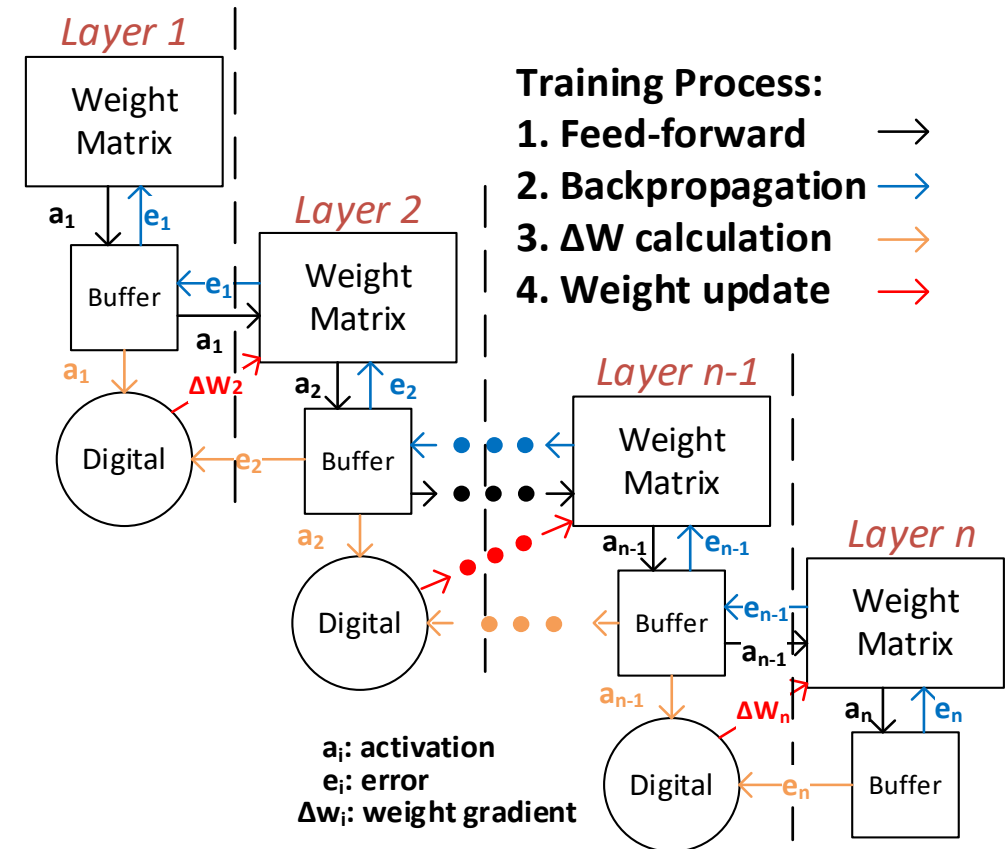 Layer 1
Weight
Matrix
a1
e1
Buffer
e1
a1
a1
ΔW2
Digital
e2
Layer 2
Weight
Matrix
a2
e2
Buffer
a2
Digital
Training Process:
1. Feed-forward
2. Backpropagation
3. ΔW calculation
4. Weight update
Layer n-1
Weight
Matrix
an-1
en-1
Buffer
en-1
an-1
an-1
ΔWn
Digital
en
Layer n
Weight
Matrix
an
en
Buffer
ai: activation
ei: error
Δwi: weight gradient